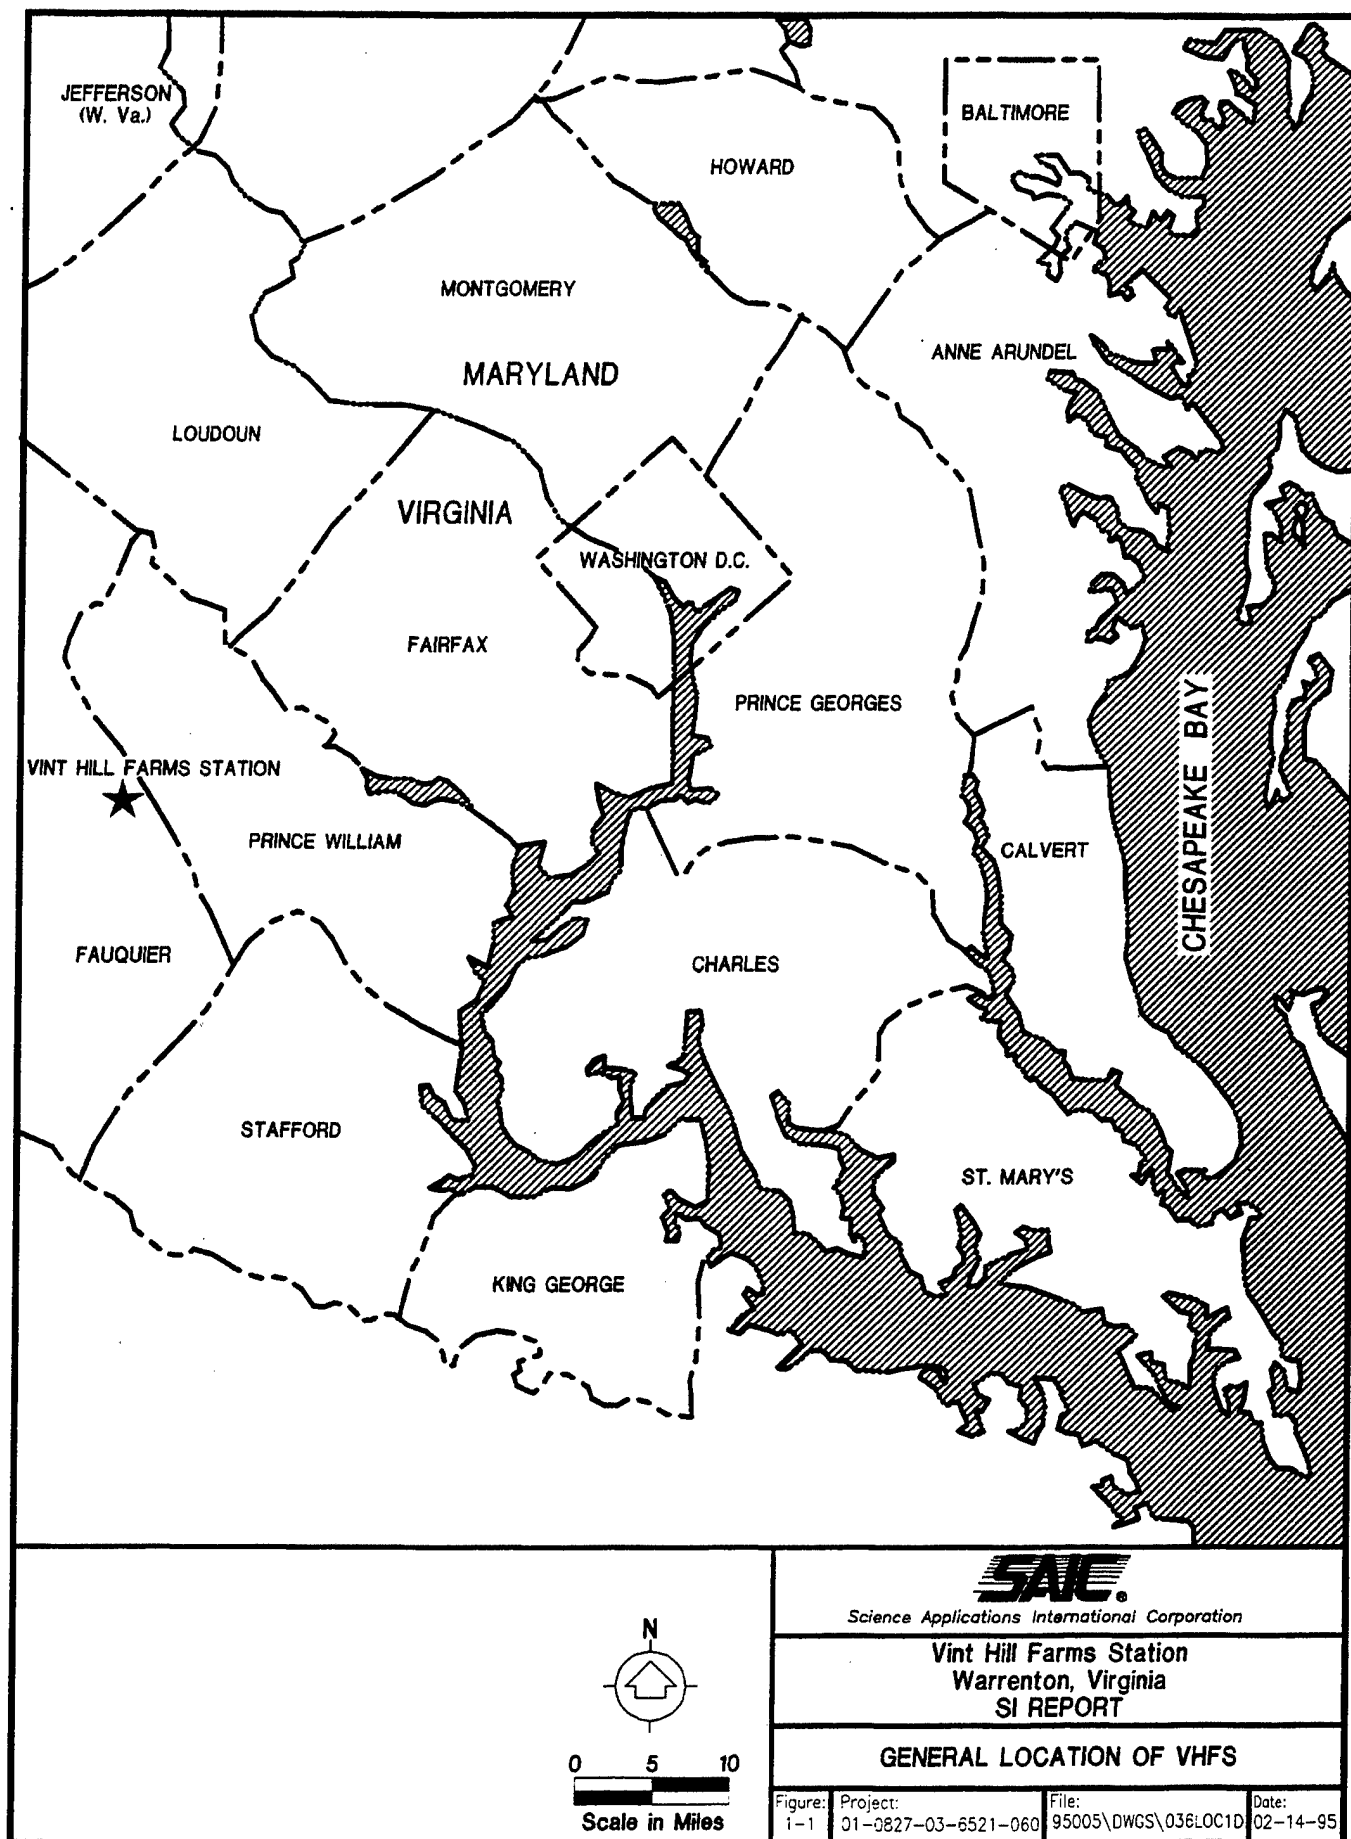 JEFFERSON
(W. Va.)
BALTIMORE
HOWARD
MONTGOMERY
ANNE ARUNDEL
MARYLAND
LOUDOUN
VIRGINIA
WASHINGTON D.C.
FAIRFAX
PRINCE GEORGES
CHESAPEAKE BAY
VINT HILL FARMS STATION
PRINCE WILLIAM
CALVERT
FAUQUIER
CHARLES
STAFFORD
ST. MARY'S
KING GEORGE
N
0 5 10
Scale in Miles
SAIC®
Science Applications International Corporation
Vint Hill Farms Station
Warrenton, Virginia
SI REPORT
GENERAL LOCATION OF VHFS
Figure: Project: File: Date:
1-1 01-0827-03-6521-060 95005\DWGS\036LOC1D 02-14-95